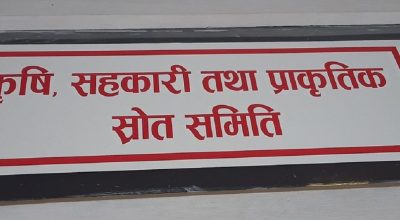 कृषि, सहकारी तथा प्राकृतिक
स्रोत समिति